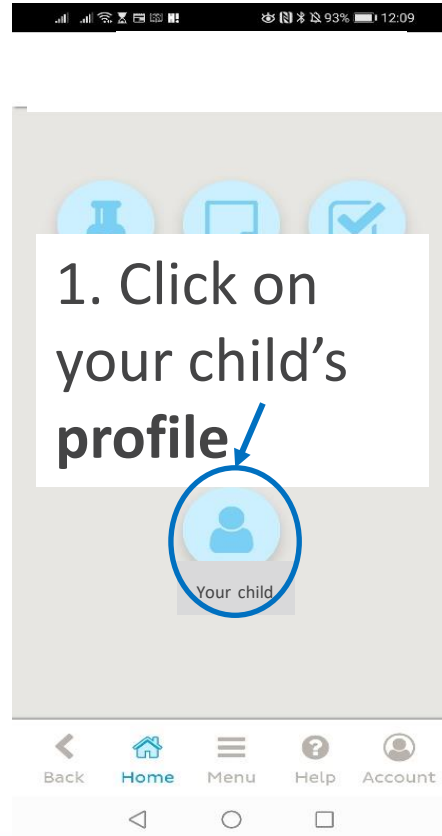 93% 12:09
1. Click on
your child’s
profile
Your child
Back Home Menu Help Account